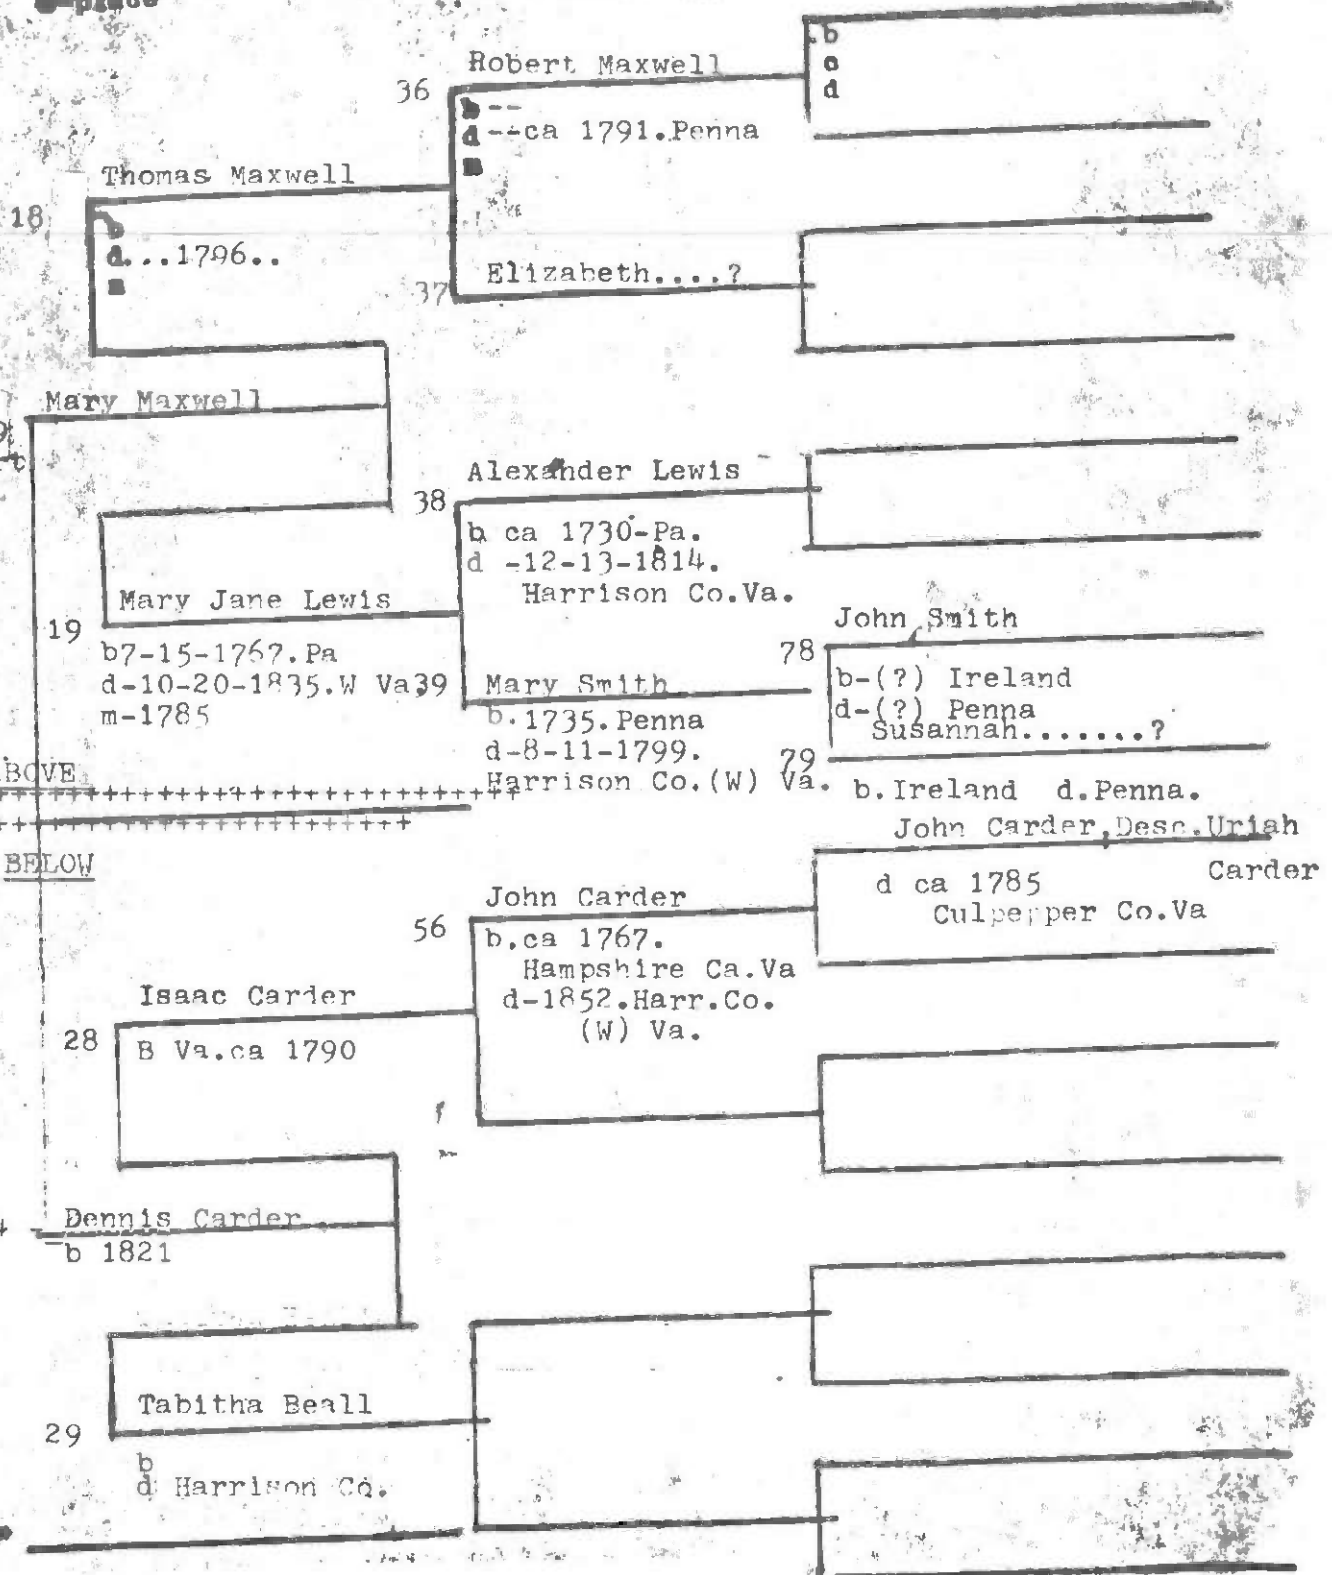 -place
b
c
d
Robert Maxwell
36
b--
d--ca 1791.Penna
m
Thomas Maxwell
18
b
d...1796..
m
Elizabeth....?
37
Mary Maxwell
Alexander Lewis
38
b ca 1730-Pa.
d -12-13-1814.
Harrison Co.Va.
Mary Jane Lewis
19
b7-15-1767.Pa
d-10-20-1835.W Va
m-1785
39
Mary Smith
b.1735.Penna
d-8-11-1799.
Harrison Co.(W) Va.
John Smith
78
b-(?) Ireland
d-(?) Penna
Susannah.......?
79
b.Ireland d.Penna.
BOVE
++++++++++++++++++++++++++++++++++
++++++++++++++++++++++++++
BELOW
John Carder,Desc.Uriah
Carder
d ca 1785
Culpepper Co.Va
John Carder
56
b.ca 1767.
Hampshire Ca.Va
d-1852.Harr.Co.
(W) Va.
Isaac Carder
28
B Va.ca 1790
Dennis Carder
b 1821
Tabitha Beall
29
b
d Harrison Co.